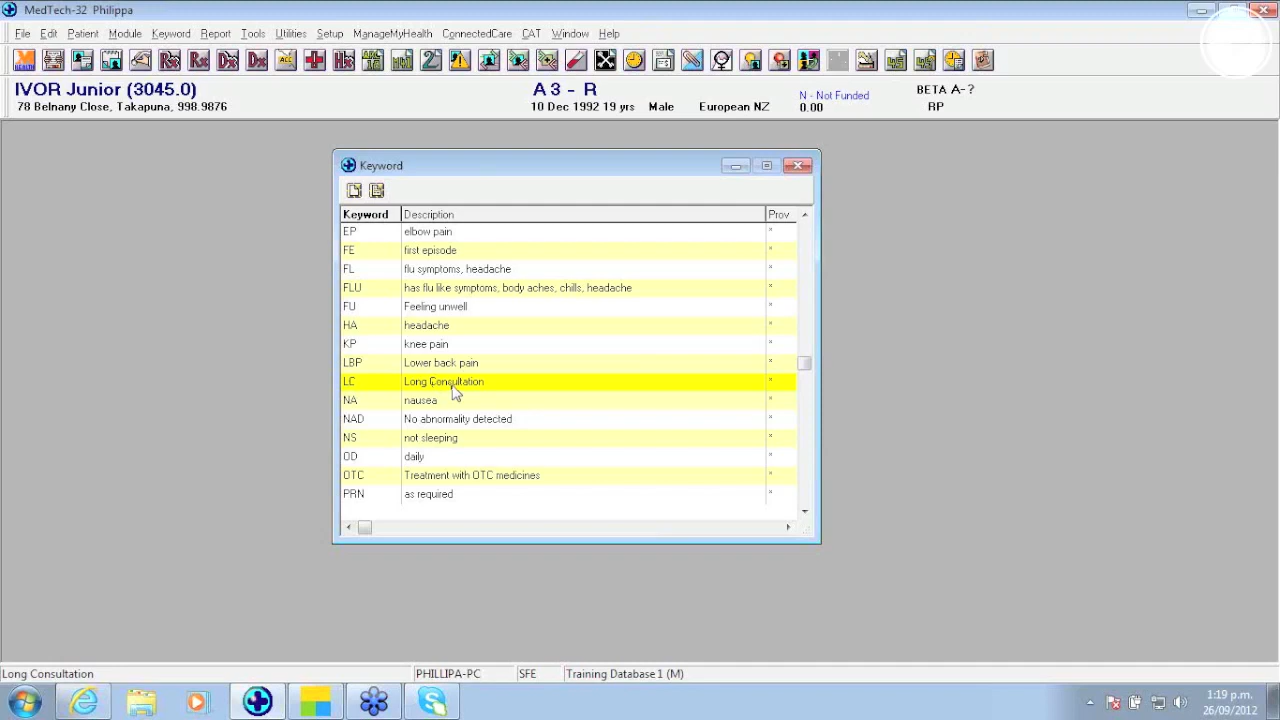 MedTech-32 Philippa
File Edit Patient Module Keyword Report Tools Utilities Setup ManageMyHealth ConnectedCare CAT Window Help
IVOR Junior (3045.0) A 3 - R N - Not Funded BETA A-?
78 Belnany Close, Takapuna, 998.9876 10 Dec 1992 19 yrs Male European NZ 0.00 RP
Keyword
Keyword Description Prov
EP elbow pain *
FE first episode *
FL flu symptoms, headache *
FLU has flu like symptoms, body aches, chills, headache *
FU Feeling unwell *
HA headache *
KP knee pain *
LBP Lower back pain *
LC Long Consultation *
NA nausea *
NAD No abnormality detected *
NS not sleeping *
OD daily *
OTC Treatment with OTC medicines *
PRN as required *
Long Consultation PHILLIPA-PC SFE Training Database1 (M)
1:19 p.m.
26/09/2012